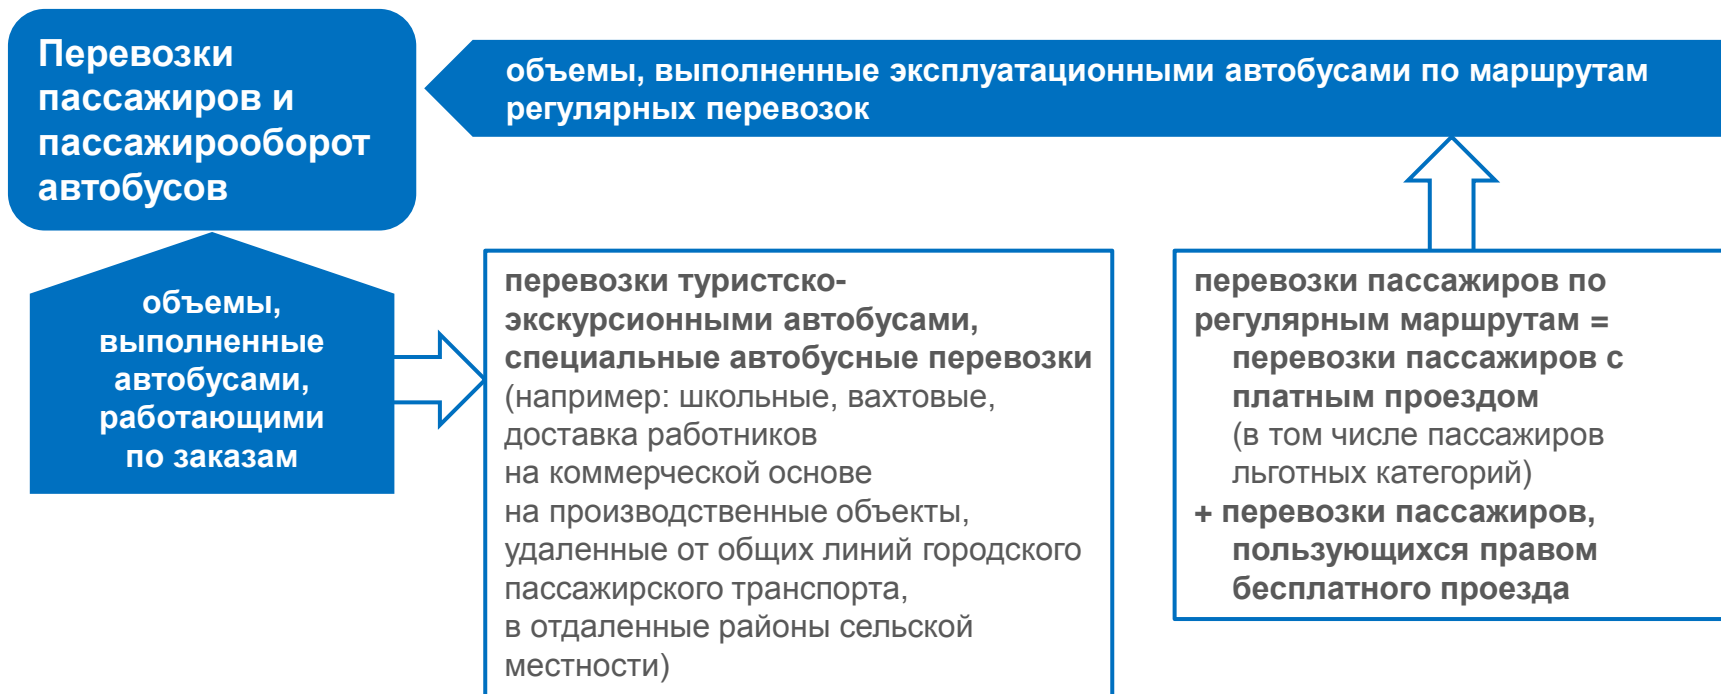 Перевозки
пассажиров и
пассажирооборот
автобусов
объемы, выполненные эксплуатационными автобусами по маршрутам
регулярных перевозок
объемы,
выполненные
автобусами,
работающими
по заказам
перевозки туристско-
экскурсионными автобусами,
специальные автобусные перевозки
(например: школьные, вахтовые,
доставка работников
на коммерческой основе
на производственные объекты,
удаленные от общих линий городского
пассажирского транспорта,
в отдаленные районы сельской
местности)
перевозки пассажиров по
регулярным маршрутам =
перевозки пассажиров с
платным проездом
(в том числе пассажиров
льготных категорий)
+ перевозки пассажиров,
пользующихся правом
бесплатного проезда